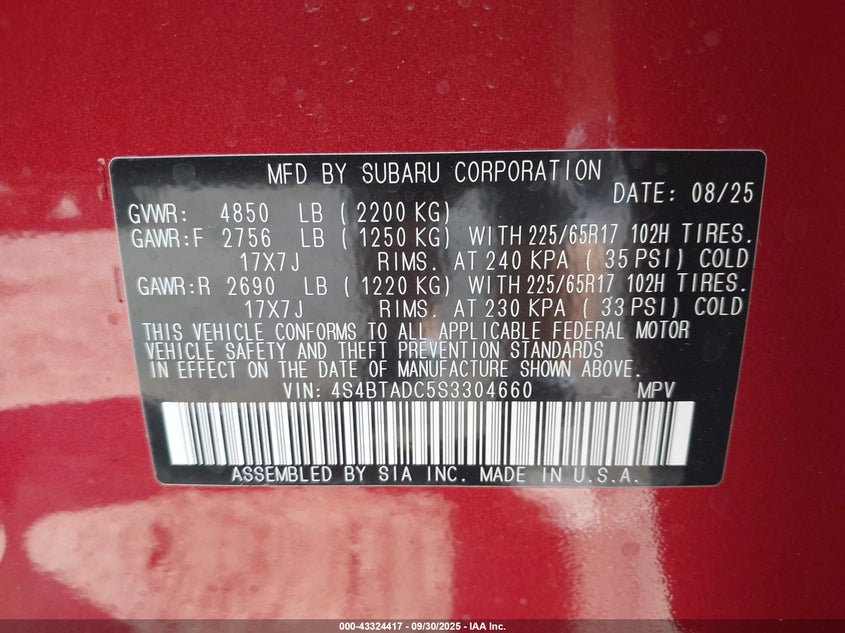 MFD BY SUBARU CORPORATION
DATE: 08/25
GVWR: 4850 LB ( 2200 KG)
GAWR:F 2756 LB ( 1250 KG) WITH 225/65R17 102H TIRES.
17X7J RIMS. AT 240 KPA ( 35 PSI) COLD
GAWR:R 2690 LB ( 1220 KG) WITH 225/65R17 102H TIRES.
17X7J RIMS. AT 230 KPA ( 33 PSI) COLD
THIS VEHICLE CONFORMS TO ALL APPLICABLE FEDERAL MOTOR
VEHICLE SAFETY AND THEFT PREVENTION STANDARDS
IN EFFECT ON THE DATE OF MANUFACTURE SHOWN ABOVE.
VIN: 4S4BTADC5S3304660 MPV
ASSEMBLED BY SIA INC. MADE IN U.S.A.
000-43324417 - 09/30/2025 - IAA Inc.